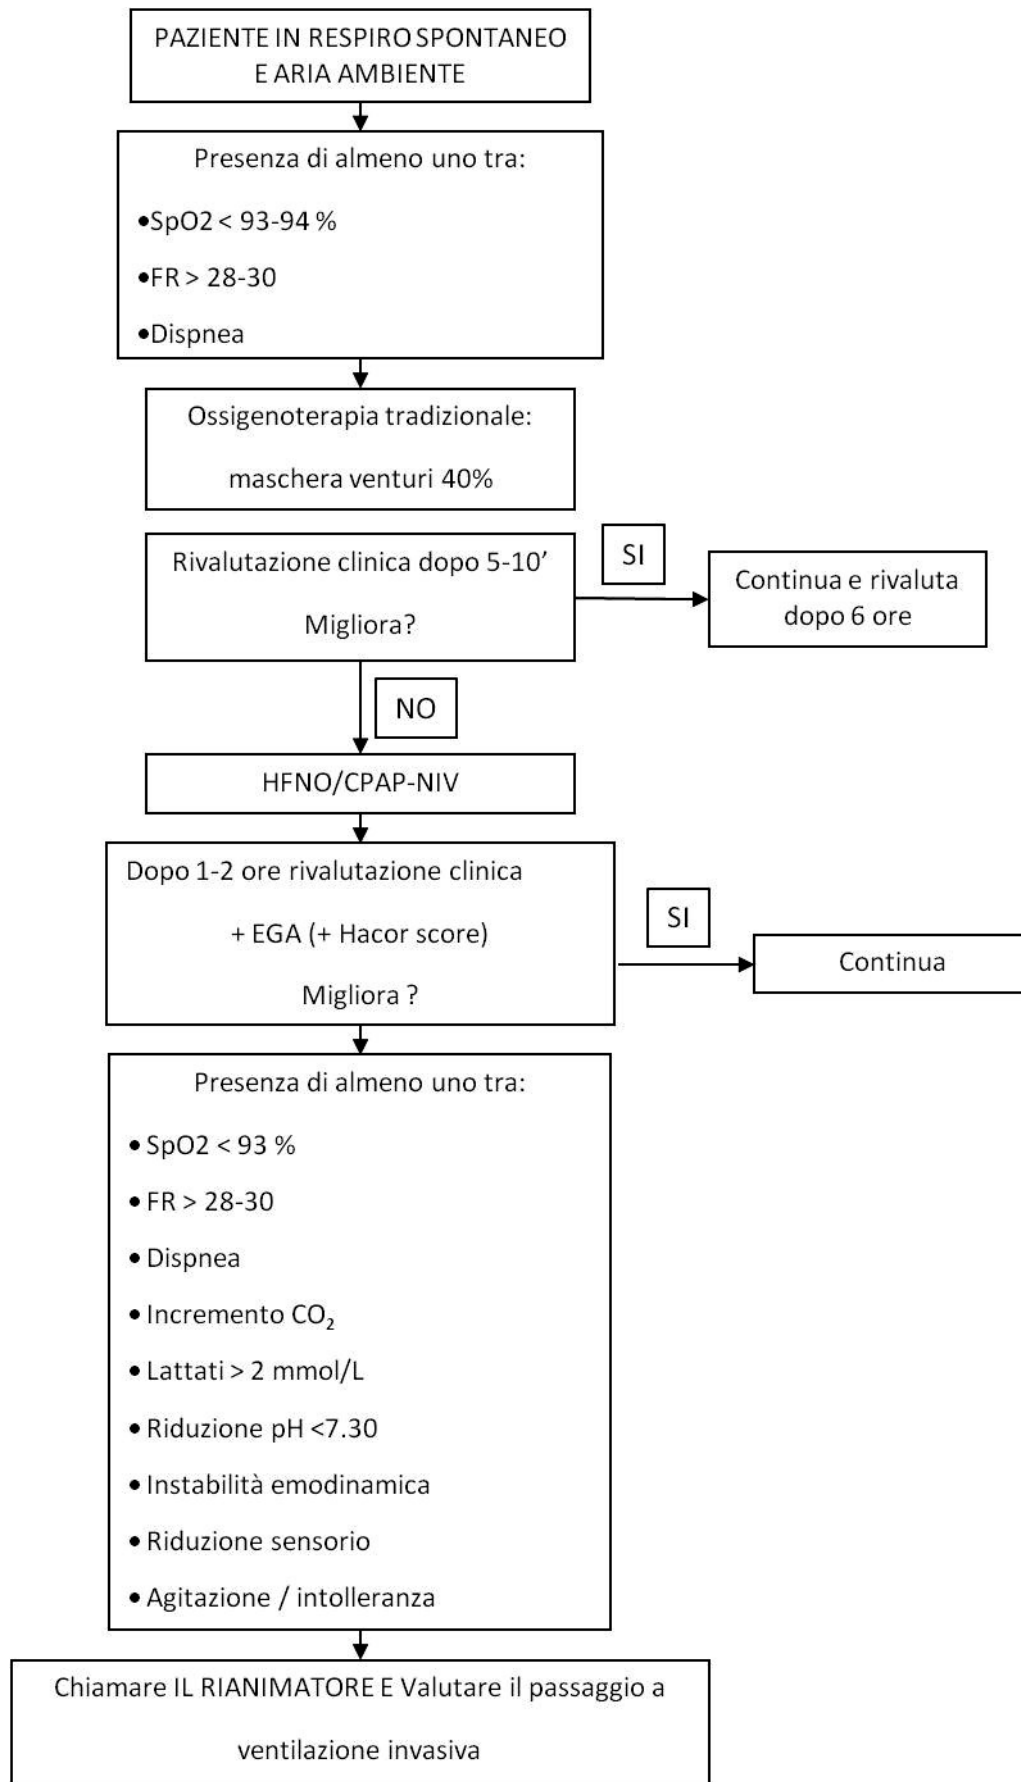 PAZIENTE IN RESPIRO SPONTANEO
E ARIA AMBIENTE
Presenza di almeno uno tra:
•SpO2 < 93-94 %
•FR > 28-30
•Dispnea
Ossigenoterapia tradizionale:
maschera venturi 40%
Rivalutazione clinica dopo 5-10’
Migliora?
SI
Continua e rivaluta
dopo 6 ore
NO
HFNO/CPAP-NIV
Dopo 1-2 ore rivalutazione clinica
+ EGA (+ Hacor score)
Migliora ?
SI
Continua
Presenza di almeno uno tra:
• SpO2 < 93 %
• FR > 28-30
• Dispnea
• Incremento CO₂
• Lattati > 2 mmol/L
• Riduzione pH <7.30
• Instabilità emodinamica
• Riduzione sensorio
• Agitazione / intolleranza
Chiamare IL RIANIMATORE E Valutare il passaggio a
ventilazione invasiva